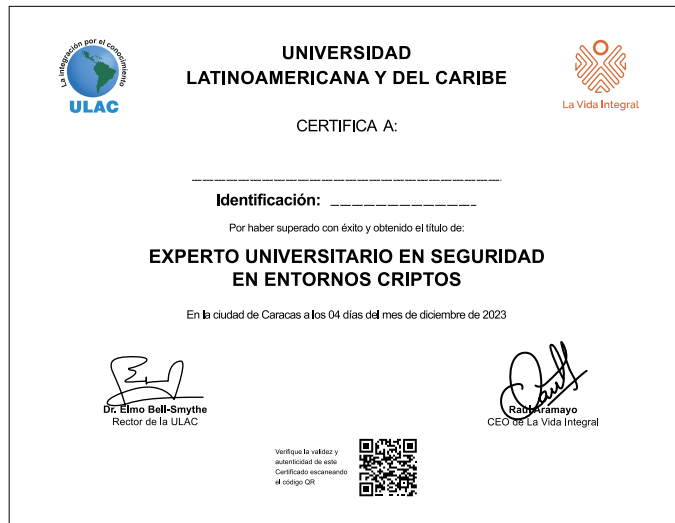 La integración por el conocimiento
ULAC
UNIVERSIDAD
LATINOAMERICANA Y DEL CARIBE
La Vida Integral
CERTIFICA A:
Identificación:
Por haber superado con éxito y obtenido el título de:
EXPERTO UNIVERSITARIO EN SEGURIDAD
EN ENTORNOS CRIPTOS
En la ciudad de Caracas a los 04 días del mes de diciembre de 2023
Dr. Elmo Bell-Smythe
Rector de la ULAC
Raúl Aramayo
CEO de La Vida Integral
Verifique la validez y
autenticidad de este
Certificado escaneando
el código QR